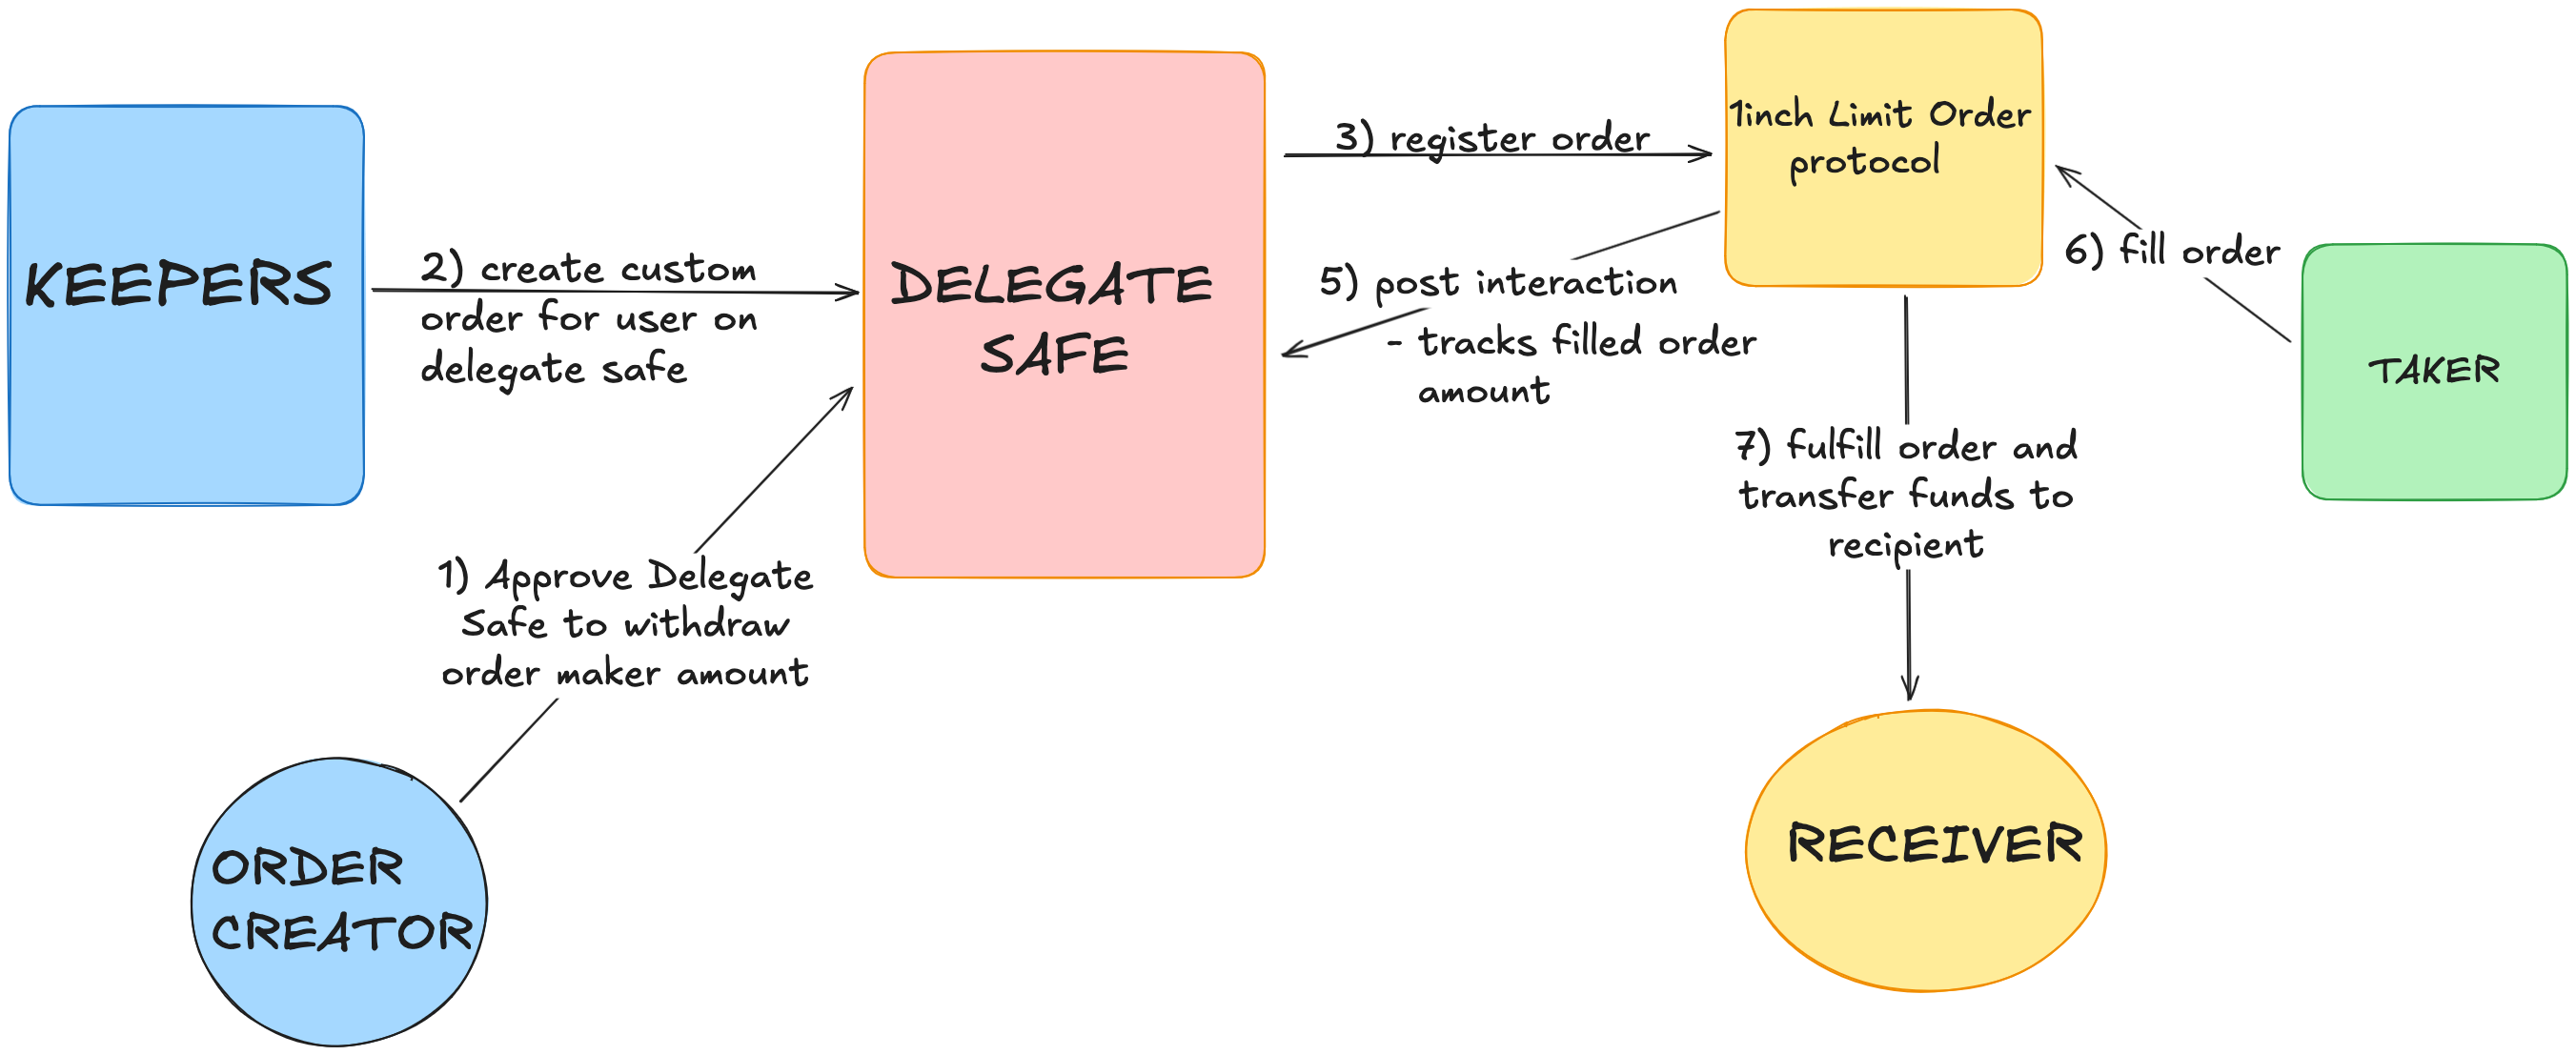 KEEPERS
2) create custom
order for user on
delegate safe
1) Approve Delegate
Safe to withdraw
order maker amount
ORDER
CREATOR
DELEGATE
SAFE
3) register order
5) post interaction
- tracks filled order
amount
1inch Limit Order
protocol
6) fill order
TAKER
7) fulfill order and
transfer funds to
recipient
RECEIVER